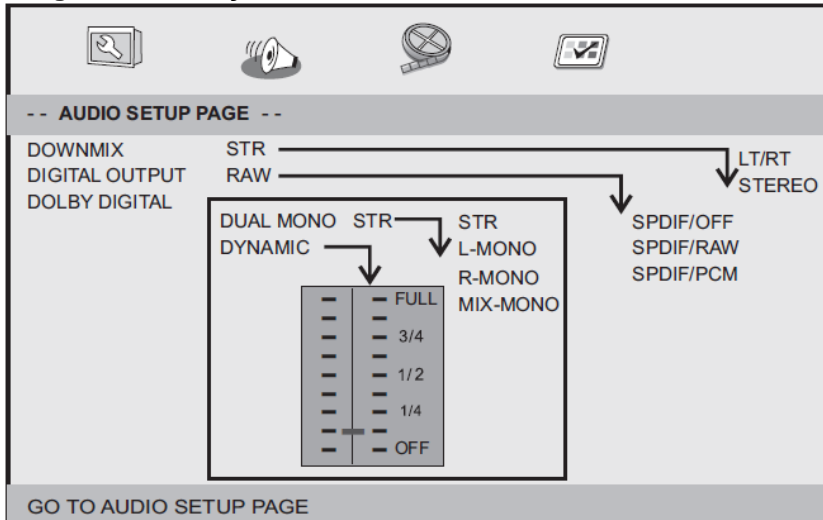 -- AUDIO SETUP PAGE --
DOWNMIX STR LT/RT
DIGITAL OUTPUT RAW STEREO
DOLBY DIGITAL
DUAL MONO STR STR SPDIF/OFF
DYNAMIC L-MONO SPDIF/RAW
R-MONO SPDIF/PCM
FULL MIX-MONO
3/4
1/2
1/4
OFF
GO TO AUDIO SETUP PAGE